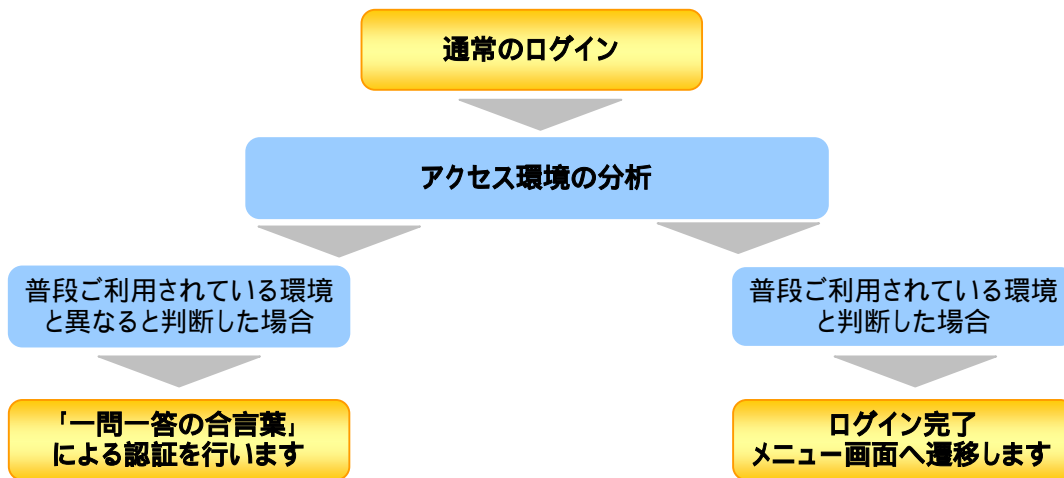 通常のログイン
アクセス環境の分析
普段ご利用されている環境
と異なると判断した場合
普段ご利用されている環境
と判断した場合
「一問一答の合言葉」
による認証を行います
ログイン完了
メニュー画面へ遷移します